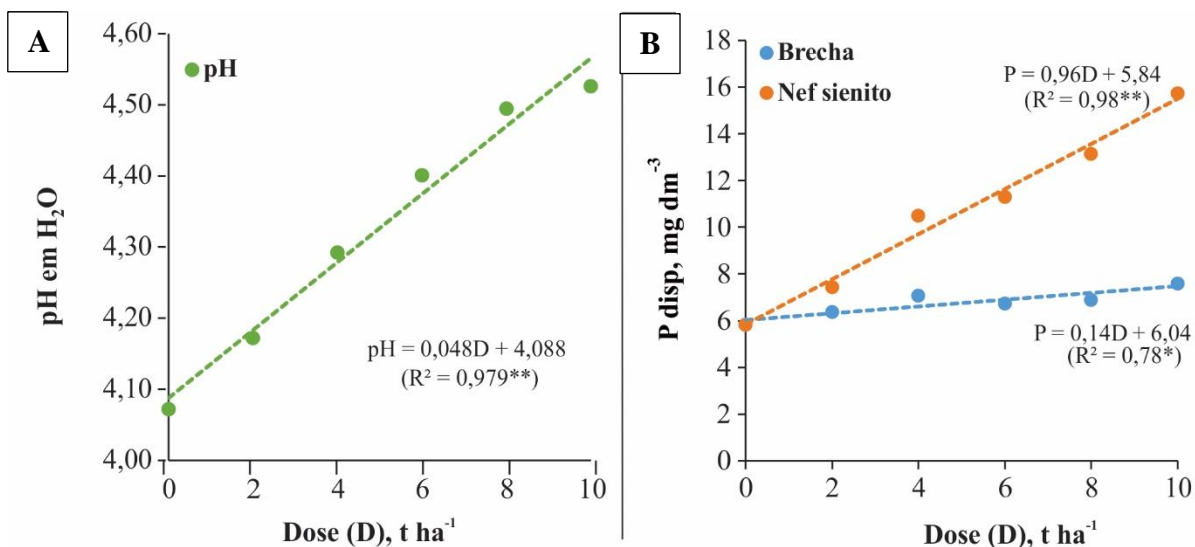 A
4,60
4,50
4,40
4,30
4,20
4,10
4,00
pH em H₂O
pH
pH = 0,048D + 4,088
(R² = 0,979**)
0 2 4 6 8 10
Dose (D), t ha⁻¹
B
18
16
14
12
10
8
6
4
2
0
P disp, mg dm⁻³
Brecha
Nef sienito
P = 0,96D + 5,84
(R² = 0,98**)
P = 0,14D + 6,04
(R² = 0,78*)
0 2 4 6 8 10
Dose (D), t ha⁻¹